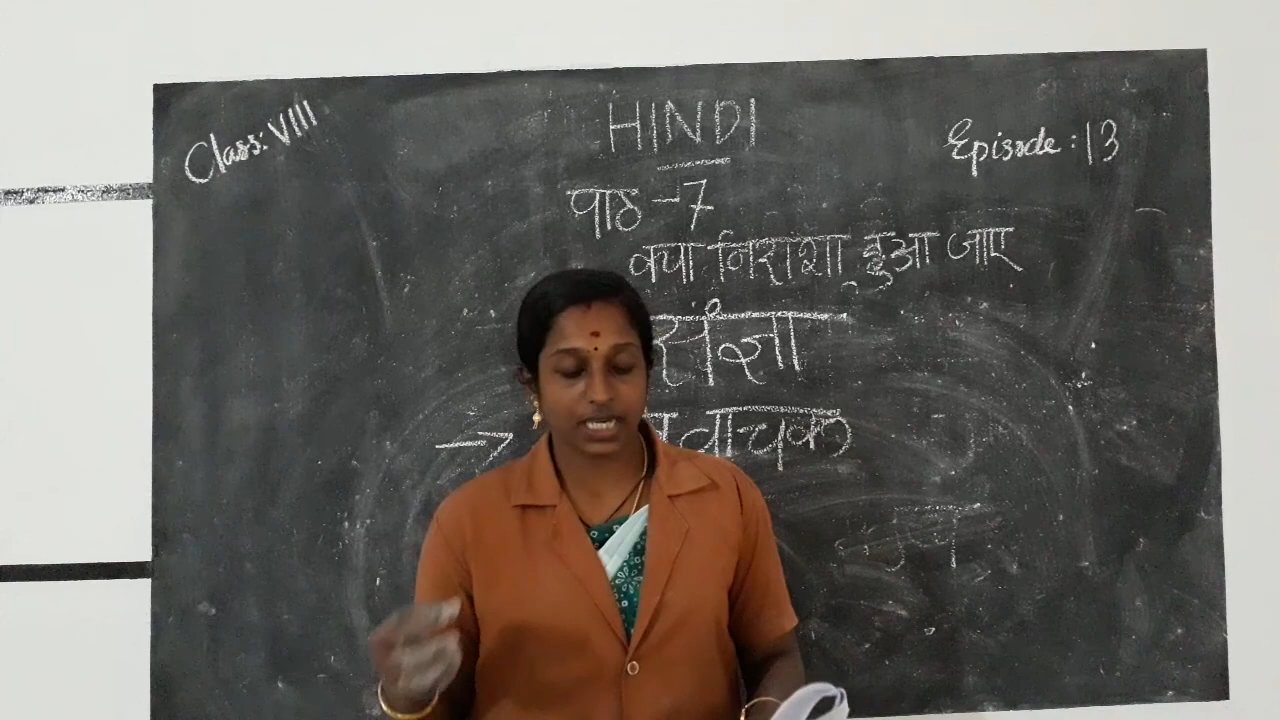 Class: VIII
HINDI
Episode: 13
पाठ -7
क्या निराशा हुआ जाए
संज्ञा
→ वाचक